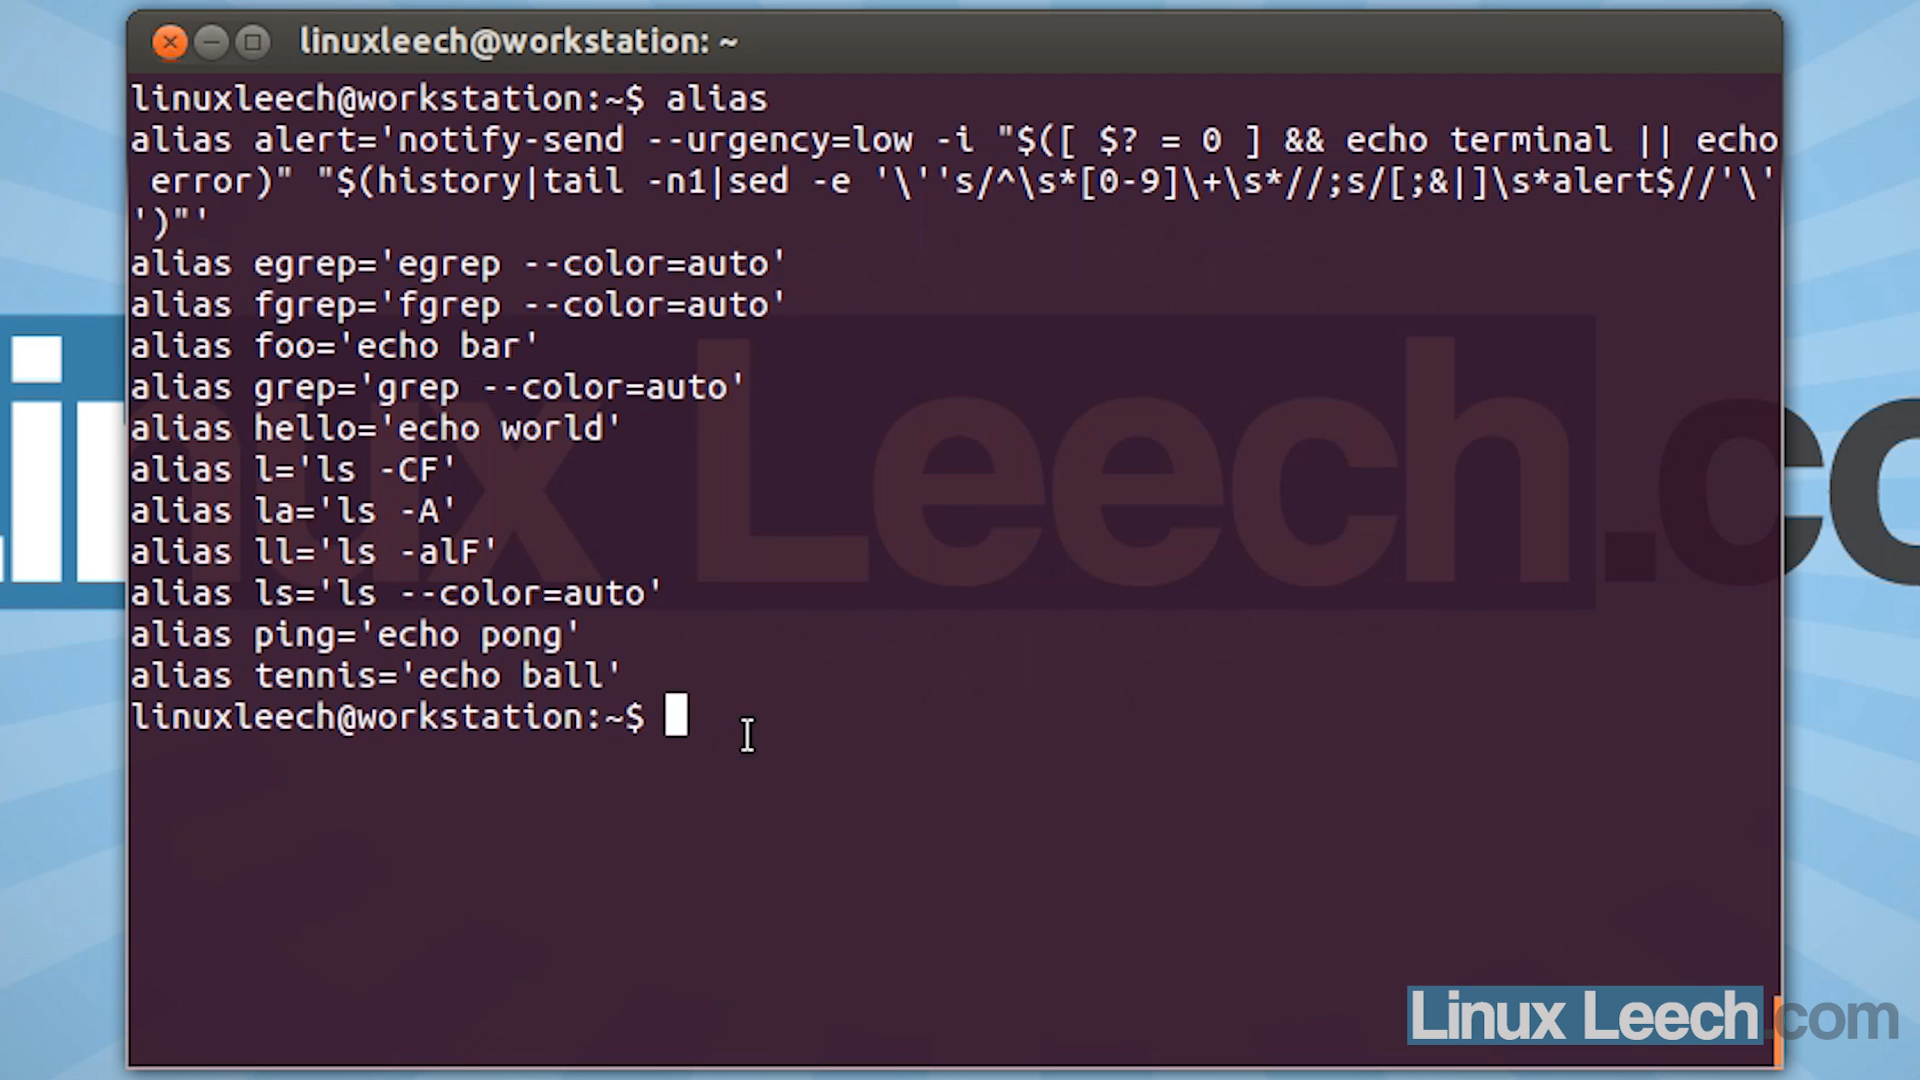 linuxleech@workstation: ~
linuxleech@workstation:~$ alias
alias alert='notify-send --urgency=low -i "$([ $? = 0 ] && echo terminal || echo
 error)" "$(history|tail -n1|sed -e '\''s/^\s*[0-9]\+\s*//;s/[;&|]\s*alert$//'\'
')"'
alias egrep='egrep --color=auto'
alias fgrep='fgrep --color=auto'
alias foo='echo bar'
alias grep='grep --color=auto'
alias hello='echo world'
alias l='ls -CF'
alias la='ls -A'
alias ll='ls -alF'
alias ls='ls --color=auto'
alias ping='echo pong'
alias tennis='echo ball'
linuxleech@workstation:~$
Linux Leech.co
Linux Leech.com